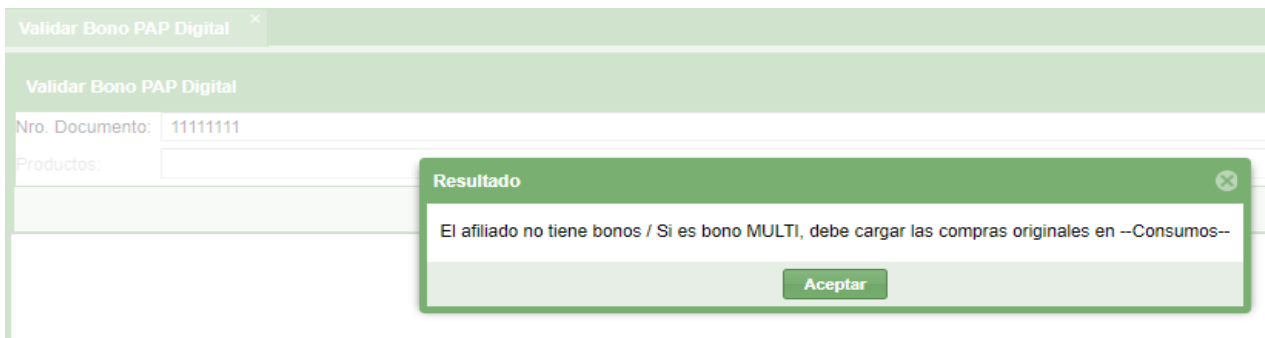 Validar Bono PAP Digital
Validar Bono PAP Digital
Nro. Documento: 11111111
Productos:
Resultado
El afiliado no tiene bonos / Si es bono MULTI, debe cargar las compras originales en --Consumos--
Aceptar